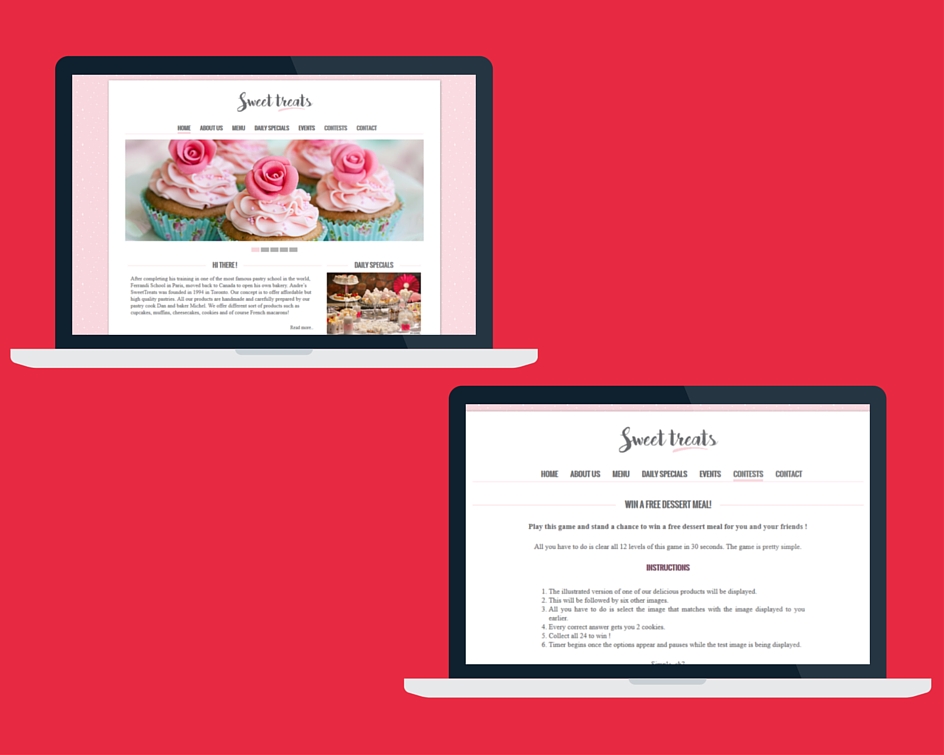 Sweet treats
HOME ABOUT US MENU DAILY SPECIALS EVENTS CONTESTS CONTACT
HI THERE!
After completing his training in one of the most famous pastry school in the world,
Ferrandi School in Paris, moved back to Canada to open his own bakery. Andre's
SweetTreats was founded in 1994 in Toronto. Our concept is to offer affordable but
high quality pastries. All our products are handmade and carefully prepared by our
pastry cook Dan and baker Michel. We offer different sort of products such as
cupcakes, muffins, cheesecakes, cookies and of course French macarons!
Read more..
DAILY SPECIALS
Sweet treats
HOME ABOUT US MENU DAILY SPECIALS EVENTS CONTESTS CONTACT
WIN A FREE DESSERT MEAL!
Play this game and stand a chance to win a free dessert meal for you and your friends !
All you have to do is clear all 12 levels of this game in 30 seconds. The game is pretty simple.
INSTRUCTIONS
1. The illustrated version of one of our delicious products will be displayed.
2. This will be followed by six other images.
3. All you have to do is select the image that matches with the image displayed to you
earlier.
4. Every correct answer gets you 2 cookies.
5. Collect all 24 to win !
6. Timer begins once the options appear and pauses while the test image is being displayed.